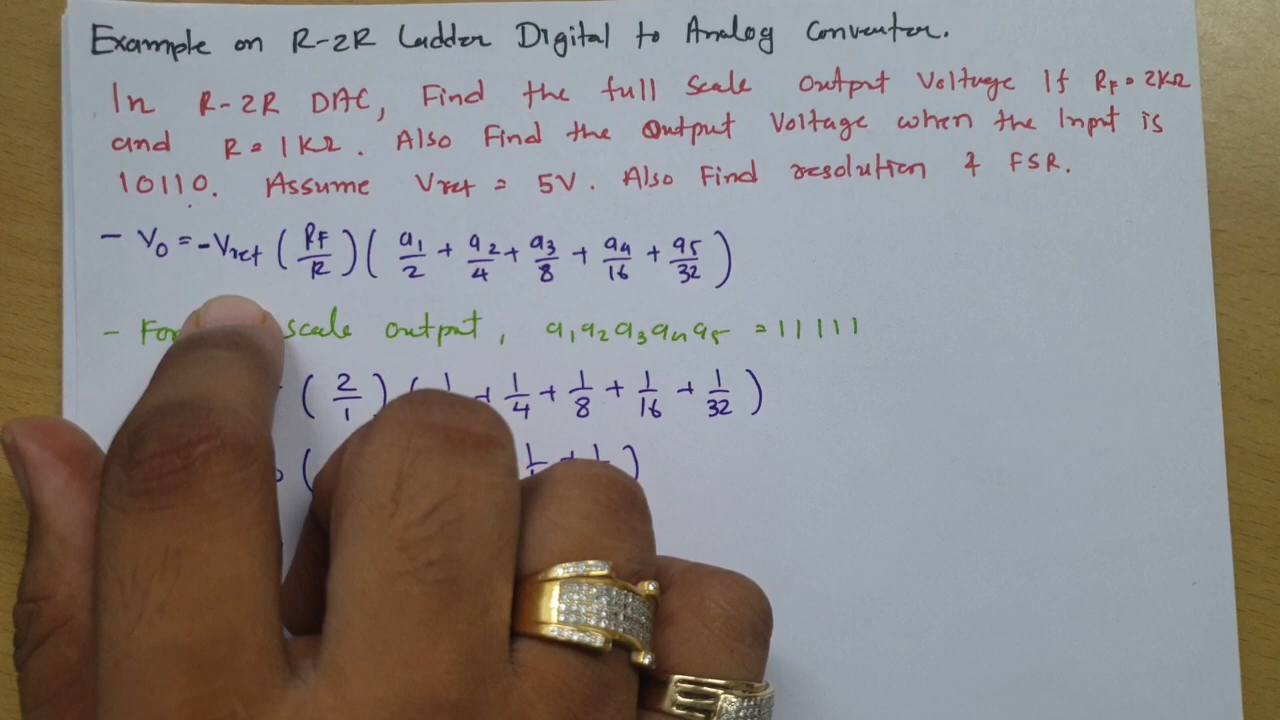 Example on R-2R Ladder Digital to Analog Converter.
In R-2R DAC, Find the full scale output voltage If RF = 2KΩ
and R = 1KΩ. Also Find the output voltage when the Input is
10110. Assume Vref = 5V. Also Find resolution & FSR.
- V0 = -Vref (RF/R) (a1/2 + a2/4 + a3/8 + a4/16 + a5/32)
- For scale output, a1a2a3a4a5 = 11111
(2/1) ( + 1/4 + 1/8 + 1/16 + 1/32)